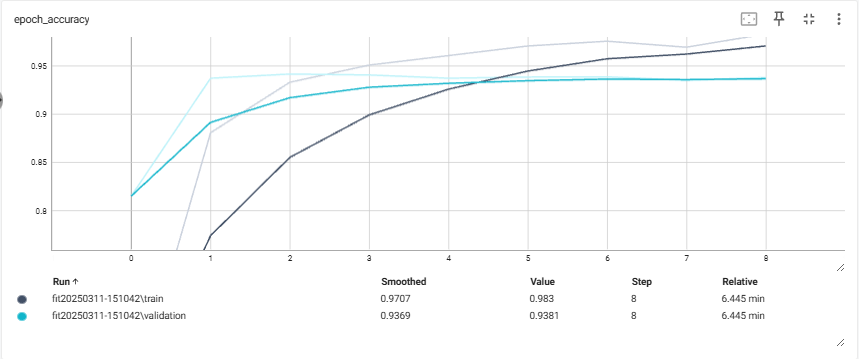 epoch_accuracy
0.95
0.9
0.85
0.8
0 1 2 3 4 5 6 7 8
Run ↑ Smoothed Value Step Relative
fit20250311-151042\train 0.9707 0.983 8 6.445 min
fit20250311-151042\validation 0.9369 0.9381 8 6.445 min